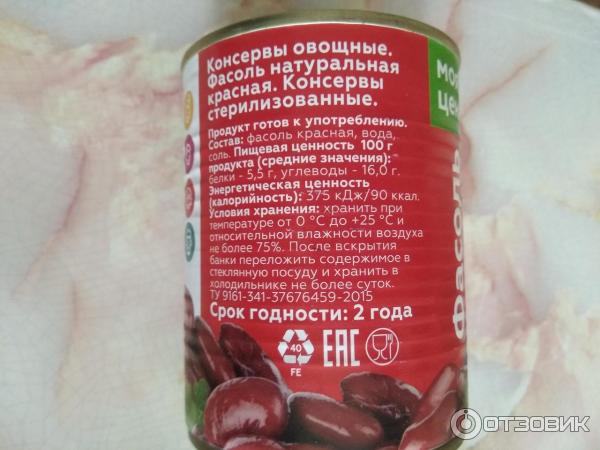 Консервы овощные.
Фасоль натуральная
красная. Консервы
стерилизованные.
Продукт готов к употреблению.
Состав: фасоль красная, вода,
соль. Пищевая ценность 100 г
продукта (средние значения):
белки - 5,5 г, углеводы - 16,0 г.
Энергетическая ценность
(калорийность): 375 кДж/90 ккал.
Условия хранения: хранить при
температуре от 0 °С до +25 °С и
относительной влажности воздуха
не более 75%. После вскрытия
банки переложить содержимое в
стеклянную посуду и хранить в
холодильнике не более суток.
ТУ 9161-341-37676459-2015
Срок годности: 2 года
40
FE
EAC
Фасоль
ОТЗОВИК